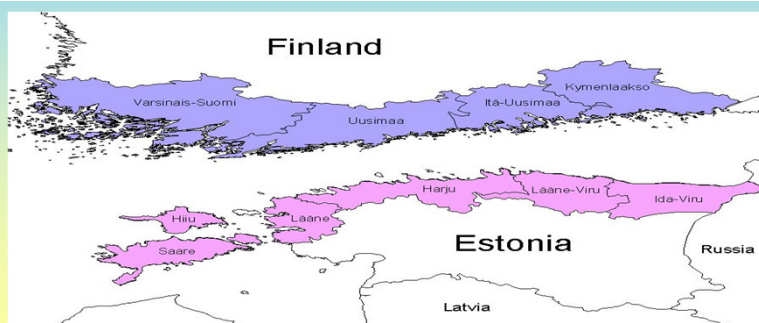 Finland
Kymenlaakso
Varsinais-Suomi
Itä-Uusimaa
Uusimaa
Harju
Lääne-Viru
Ida-Viru
Hiiu
Lääne
Saare
Estonia
Russia
Latvia